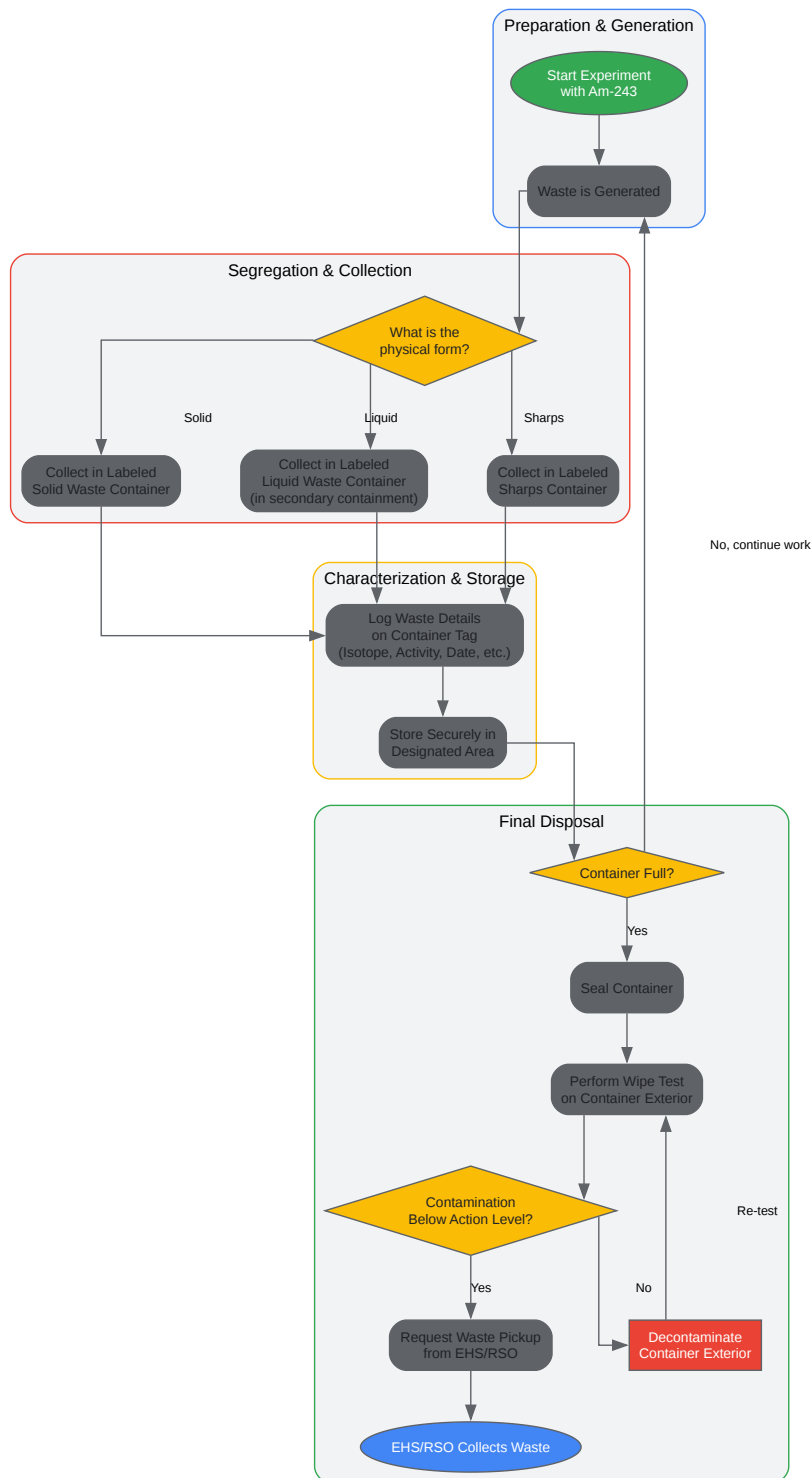 Preparation & Generation
Start Experiment
with Am-243
Waste is Generated
Segregation & Collection
What is the
physical form?
Solid
Liquid
Sharps
Collect in Labeled
Solid Waste Container
Collect in Labeled
Liquid Waste Container
(in secondary containment)
Collect in Labeled
Sharps Container
No, continue work
Characterization & Storage
Log Waste Details
on Container Tag
(Isotope, Activity, Date, etc.)
Store Securely in
Designated Area
Final Disposal
Container Full?
Yes
Seal Container
Perform Wipe Test
on Container Exterior
Contamination
Below Action Level?
Re-test
Yes
No
Request Waste Pickup
from EHS/RSO
Decontaminate
Container Exterior
EHS/RSO Collects Waste